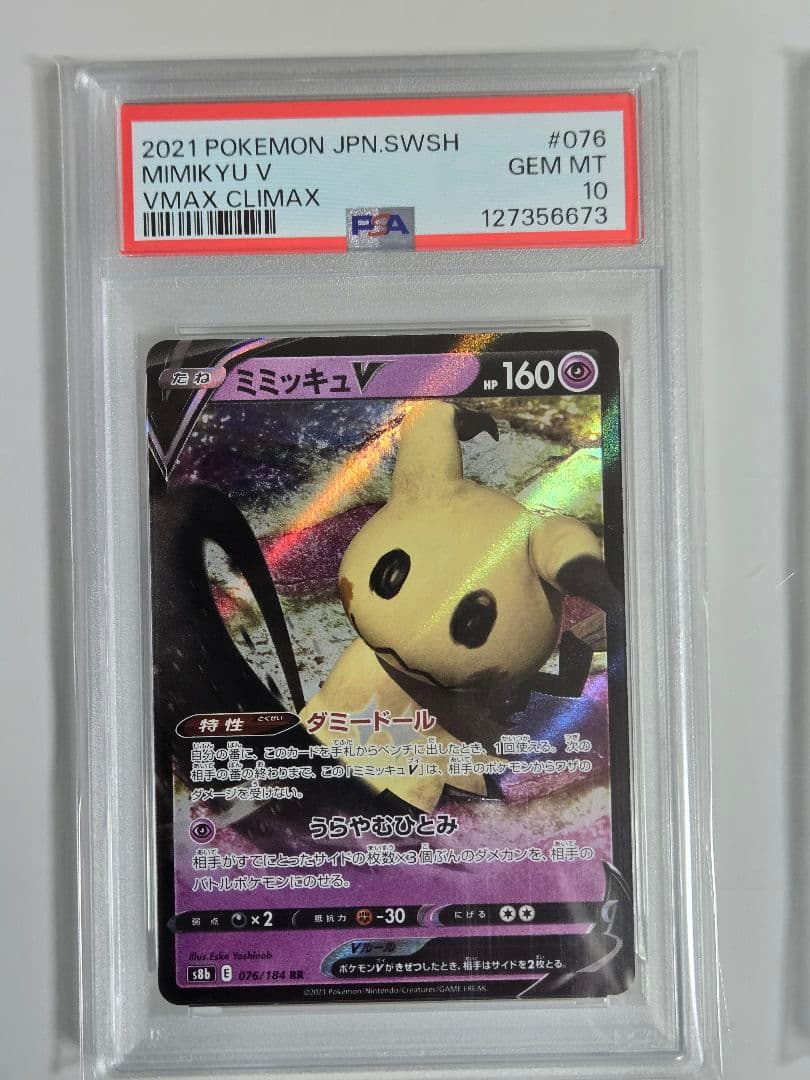 2021 POKEMON JPN.SWSH #076
MIMIKYU V GEM MT
VMAX CLIMAX 10
PSA 127356673
たね ミミッキュV HP 160
特性 とくせい ダミードール
自分の番に、このカードを手札からベンチに出したとき、1回使える。次の
相手の番の終わりまで、この「ミミッキュV」は、相手のポケモンからワザの
ダメージを受けない。
うらやむひとみ
相手がすでにとったサイドの枚数×3個ぶんのダメカンを、相手の
バトルポケモンにのせる。
弱点 ×2 抵抗力 -30 にげる
Illus. Eske Yoshinob
Vルール
s8b E 076/184 RR ポケモンVがきぜつしたとき、相手はサイドを2枚とる。
©2021 Pokémon/Nintendo/Creatures/GAME FREAK.